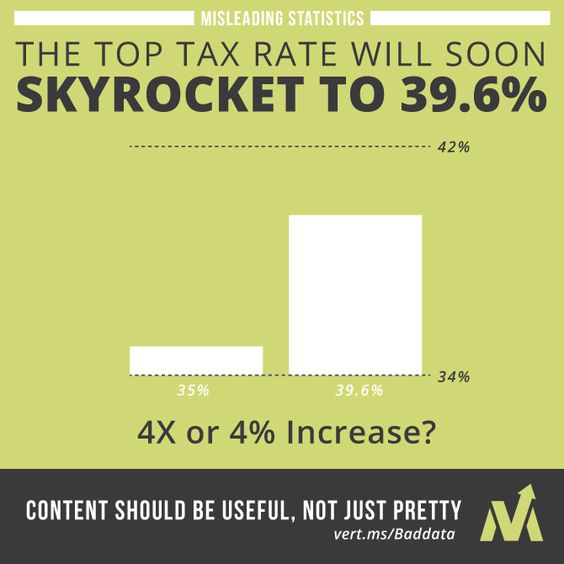 MISLEADING STATISTICS
THE TOP TAX RATE WILL SOON
SKYROCKET TO 39.6%
42%
34%
35%
39.6%
4X or 4% Increase?
CONTENT SHOULD BE USEFUL, NOT JUST PRETTY
vert.ms/Baddata